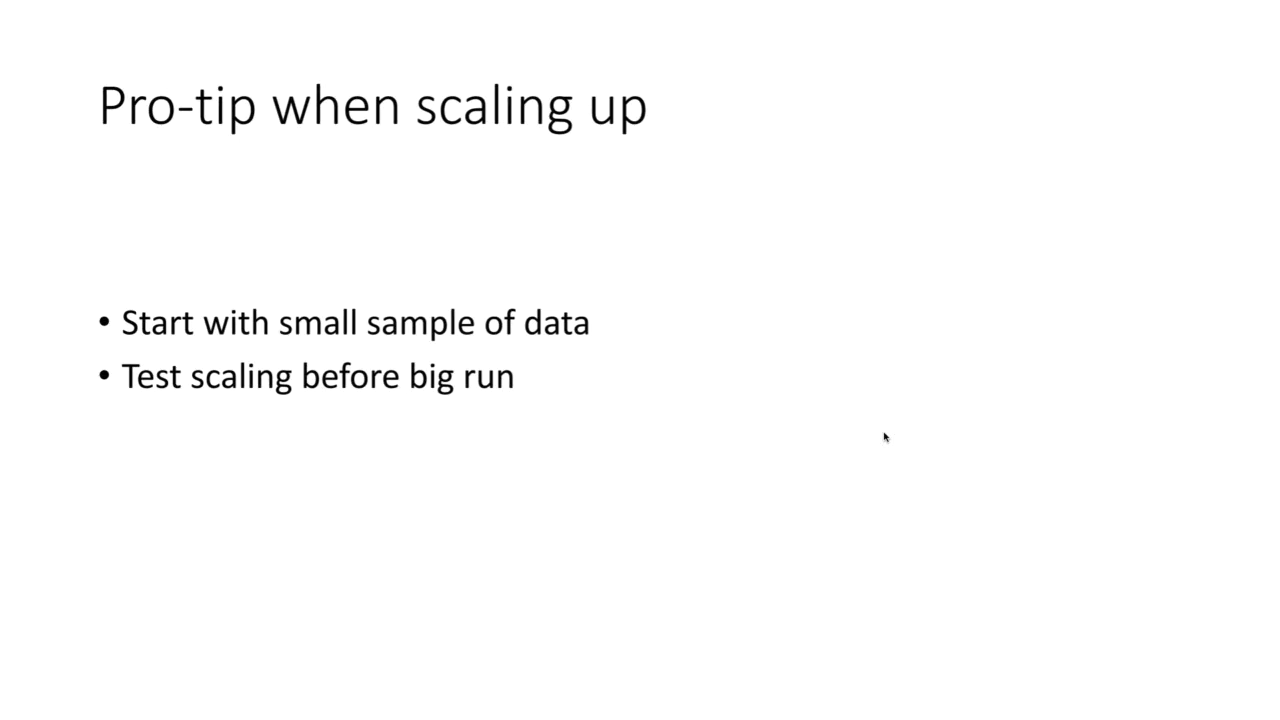 Pro-tip when scaling up
• Start with small sample of data
• Test scaling before big run